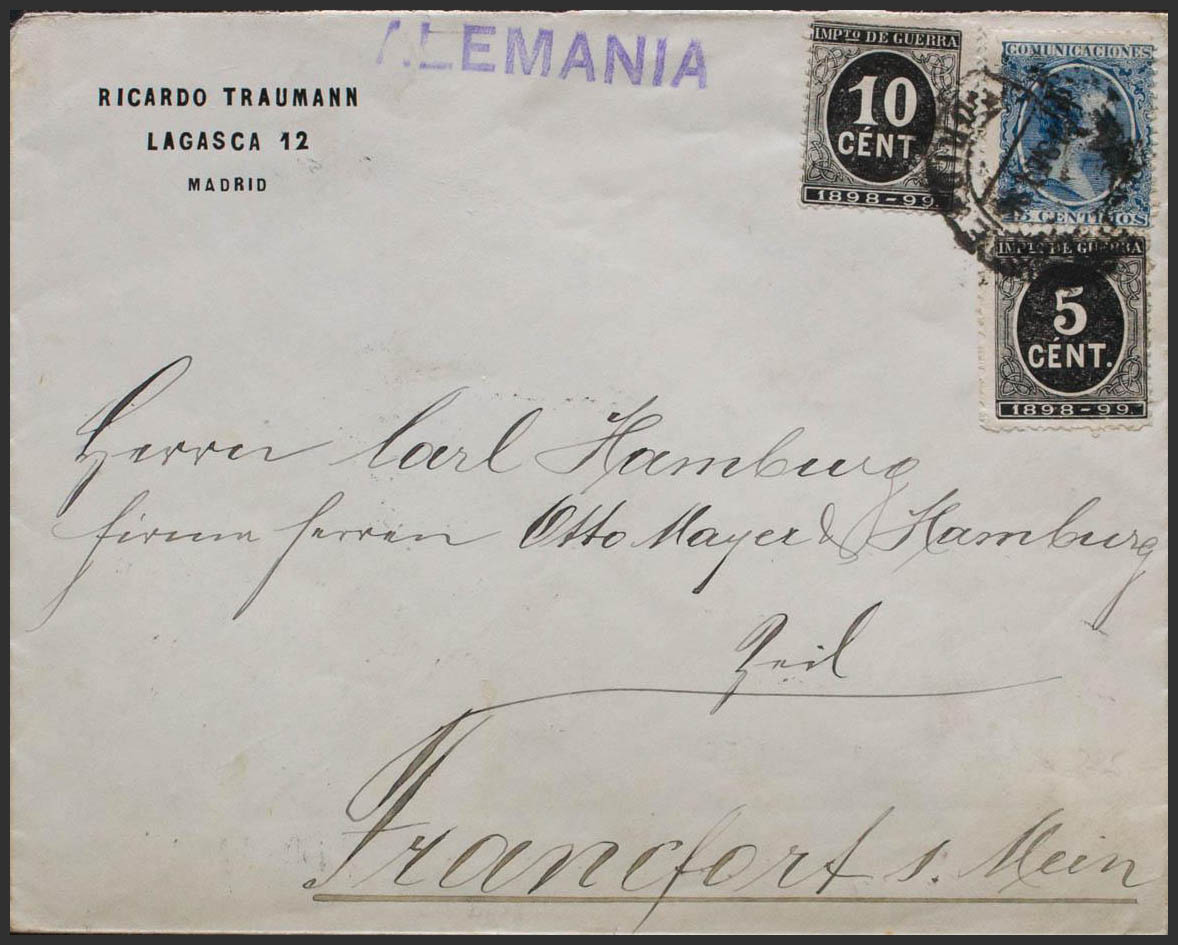 ALEMANIA
RICARDO TRAUMANN
LAGASCA 12
MADRID
IMPTO DE GUERRA
10
CÉNT.
1898-99.
COMUNICACIONES
25 CENTIMOS
IMPTO DE GUERRA
5
CÉNT.
1898-99.
Herrn Carl Hamburg
firma Herren Otto Mayer & Hamburg
Zeil
Francfort s. Mein